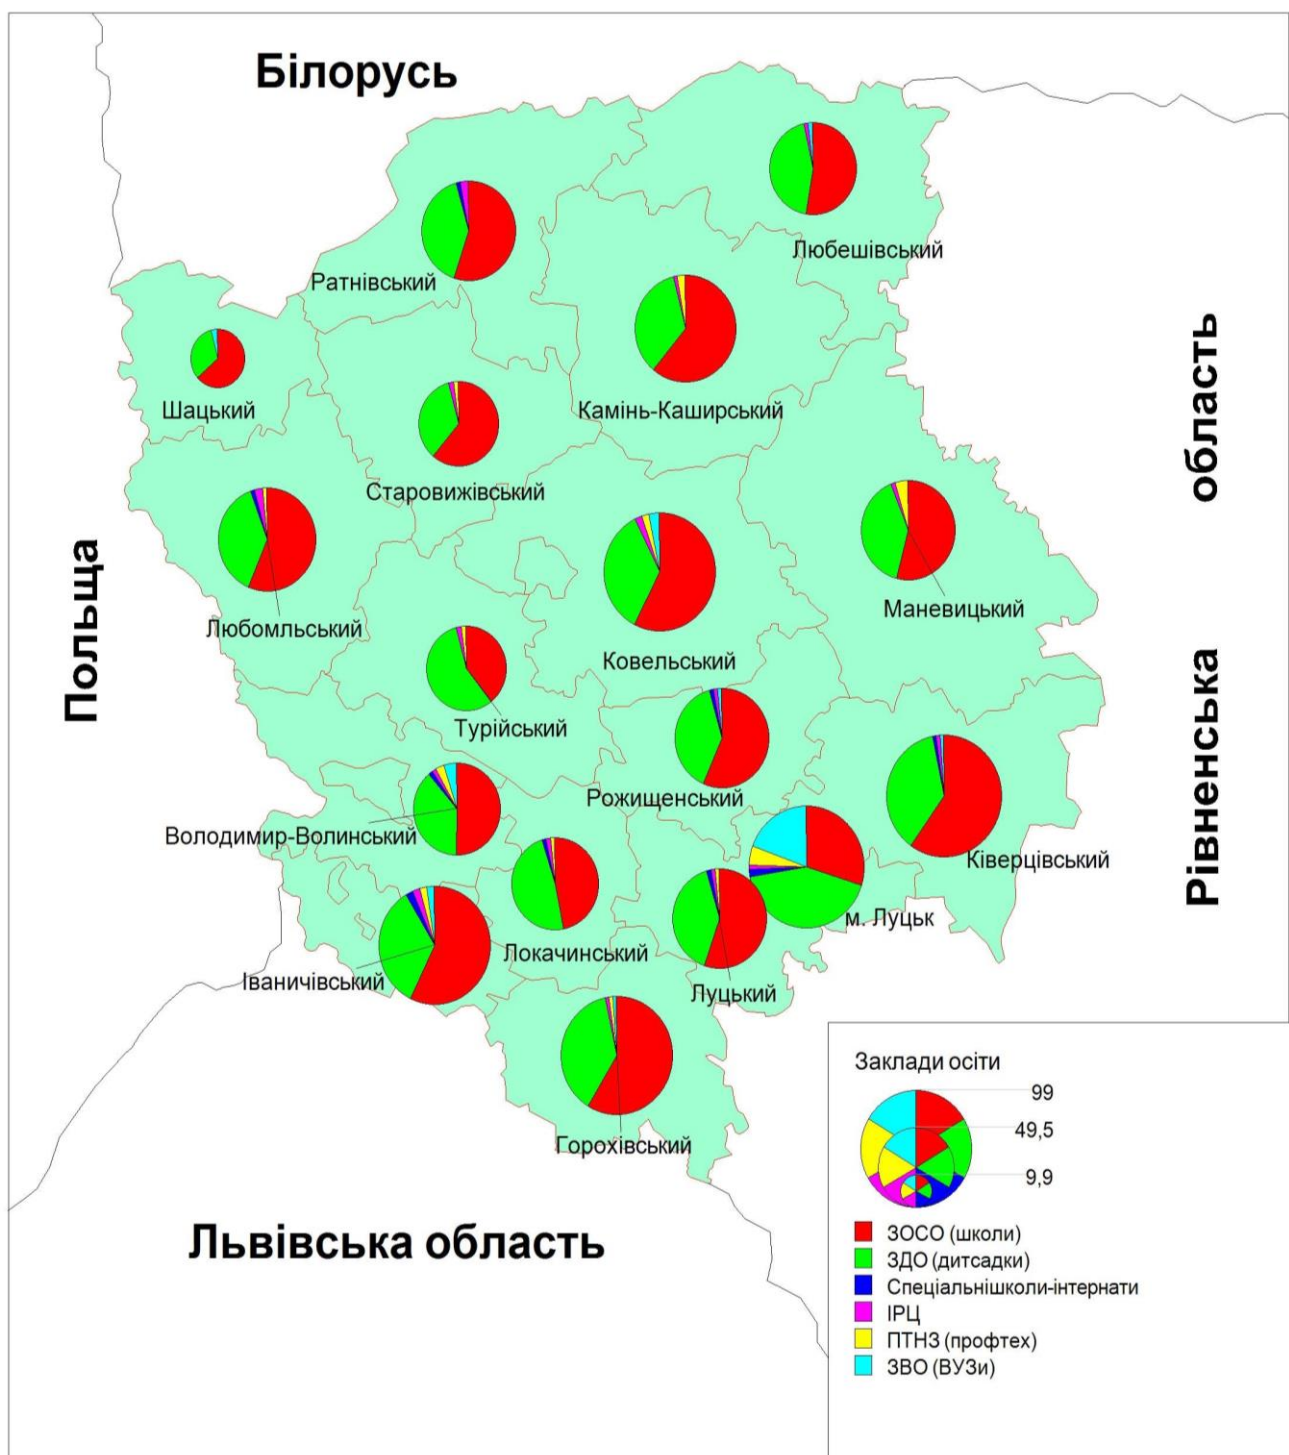 Білорусь
Любешівський
Ратнівський
Шацький
Камінь-Каширський
область
Старовижівський
Польща
Маневицький
Любомльський
Ковельський
Турійський
Рівненська
Рожищенський
Володимир-Волинський
Ківерцівський
м. Луцьк
Локачинський
Іваничівський
Луцький
Горохівський
Львівська область
Заклади осіти
99
49,5
9,9
ЗОСО (школи)
ЗДО (дитсадки)
Спеціальнішколи-інтернати
ІРЦ
ПТНЗ (профтех)
ЗВО (ВУЗи)